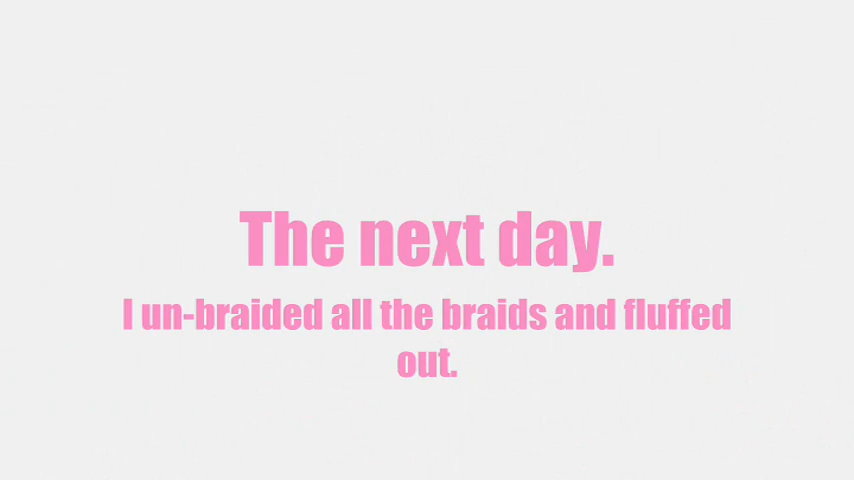 The next day.
I un-braided all the braids and fluffed
out.